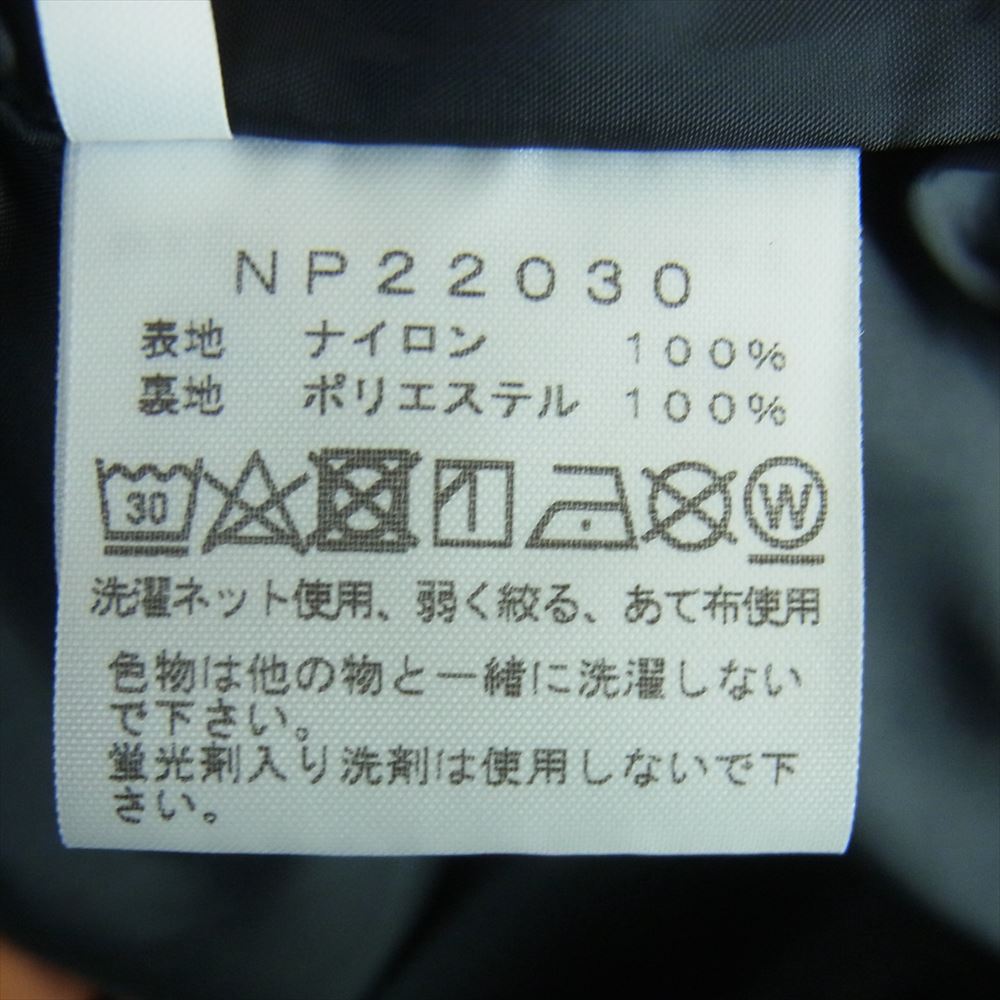 NP22030
表地 ナイロン 100%
裏地 ポリエステル 100%
30 W
洗濯ネット使用、弱く絞る、あて布使用
色物は他の物と一緒に洗濯しない
で下さい。
蛍光剤入り洗剤は使用しないで下
さい。